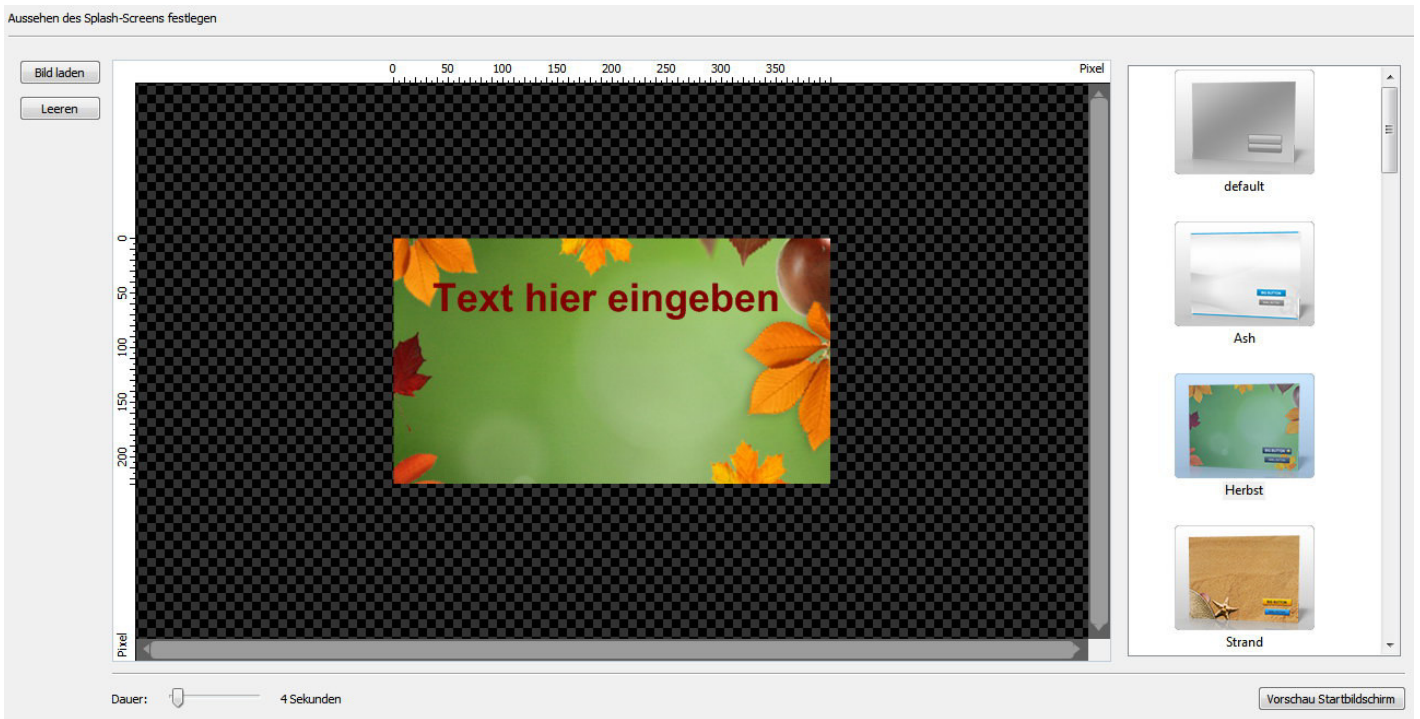 Aussehen des Splash-Screens festlegen
Bild laden
Leeren
0 50 100 150 200 250 300 350 Pixel
0
50
100
150
200
Pixel
Text hier eingeben
default
Ash
Herbst
Strand
Dauer: 4 Sekunden
Vorschau Startbildschirm